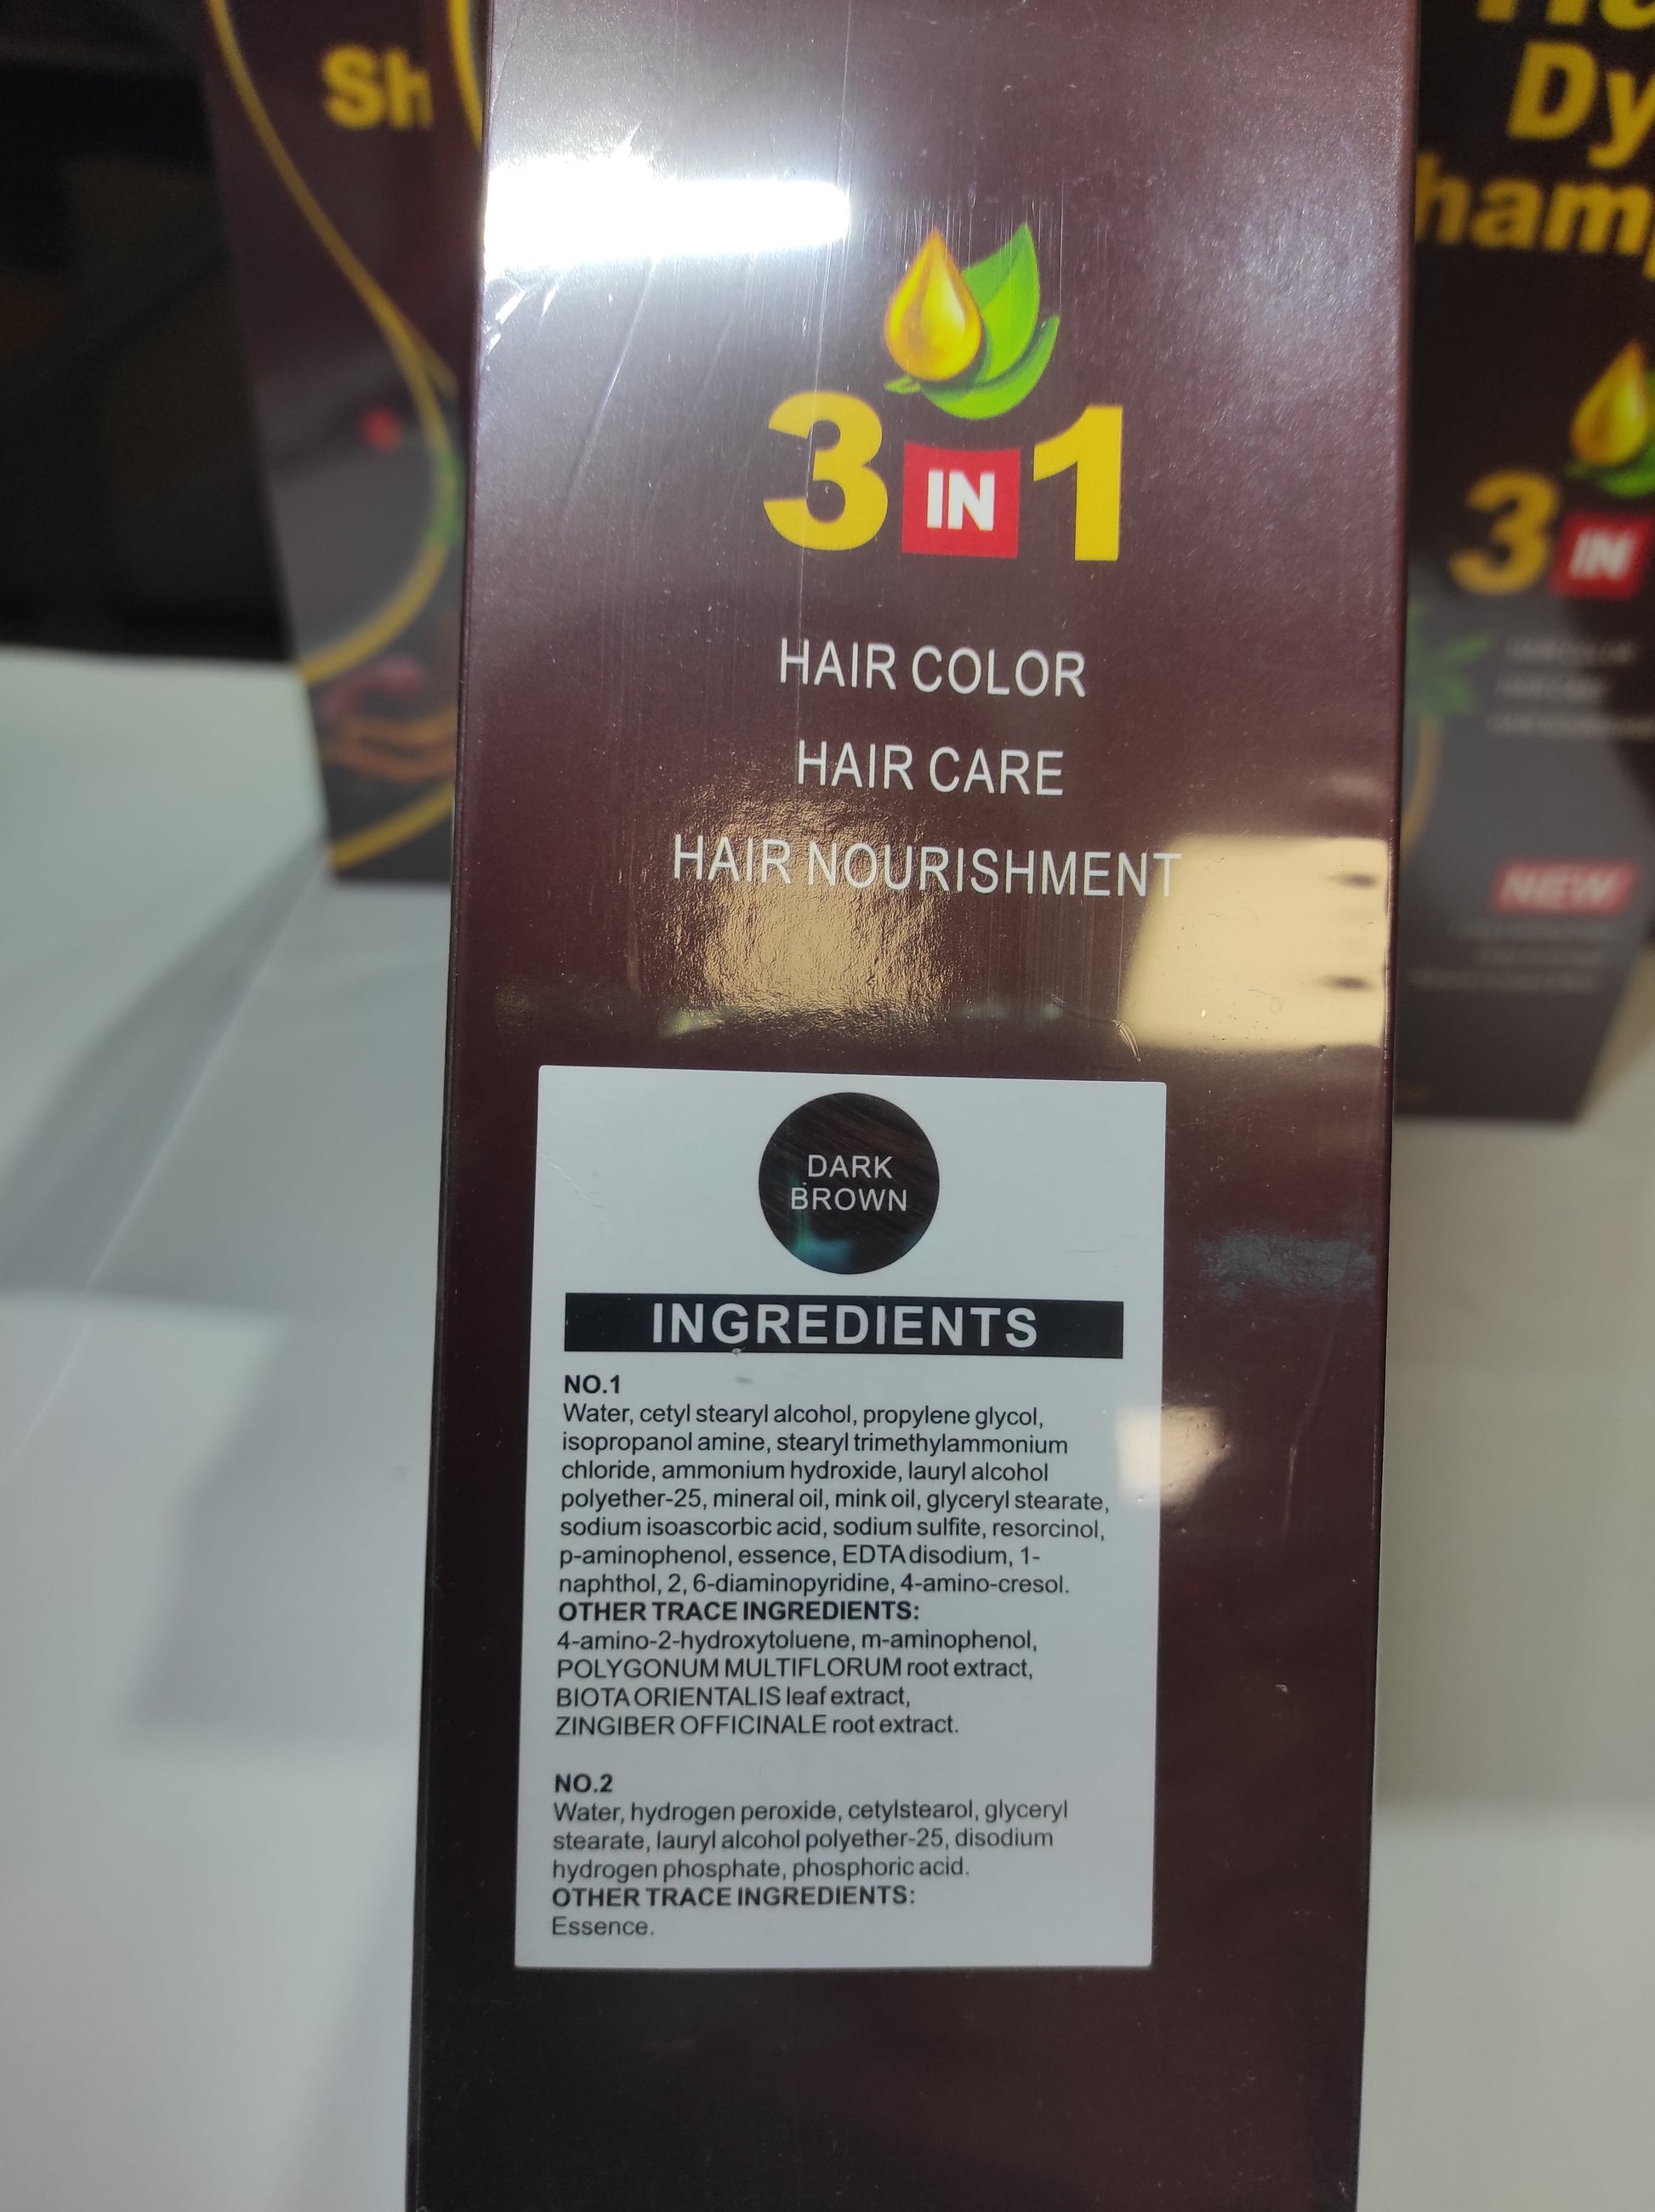 Sh
3 IN 1
HAIR COLOR
HAIR CARE
HAIR NOURISHMENT
DARK
BROWN
INGREDIENTS
NO.1
Water, cetyl stearyl alcohol, propylene glycol,
isopropanol amine, stearyl trimethylammonium
chloride, ammonium hydroxide, lauryl alcohol
polyether-25, mineral oil, mink oil, glyceryl stearate,
sodium isoascorbic acid, sodium sulfite, resorcinol,
p-aminophenol, essence, EDTA disodium, 1-
naphthol, 2, 6-diaminopyridine, 4-amino-cresol.
OTHER TRACE INGREDIENTS:
4-amino-2-hydroxytoluene, m-aminophenol,
POLYGONUM MULTIFLORUM root extract,
BIOTA ORIENTALIS leaf extract,
ZINGIBER OFFICINALE root extract.
NO.2
Water, hydrogen peroxide, cetylstearol, glyceryl
stearate, lauryl alcohol polyether-25, disodium
hydrogen phosphate, phosphoric acid.
OTHER TRACE INGREDIENTS:
Essence.
Dy
ham
3 IN
NEW